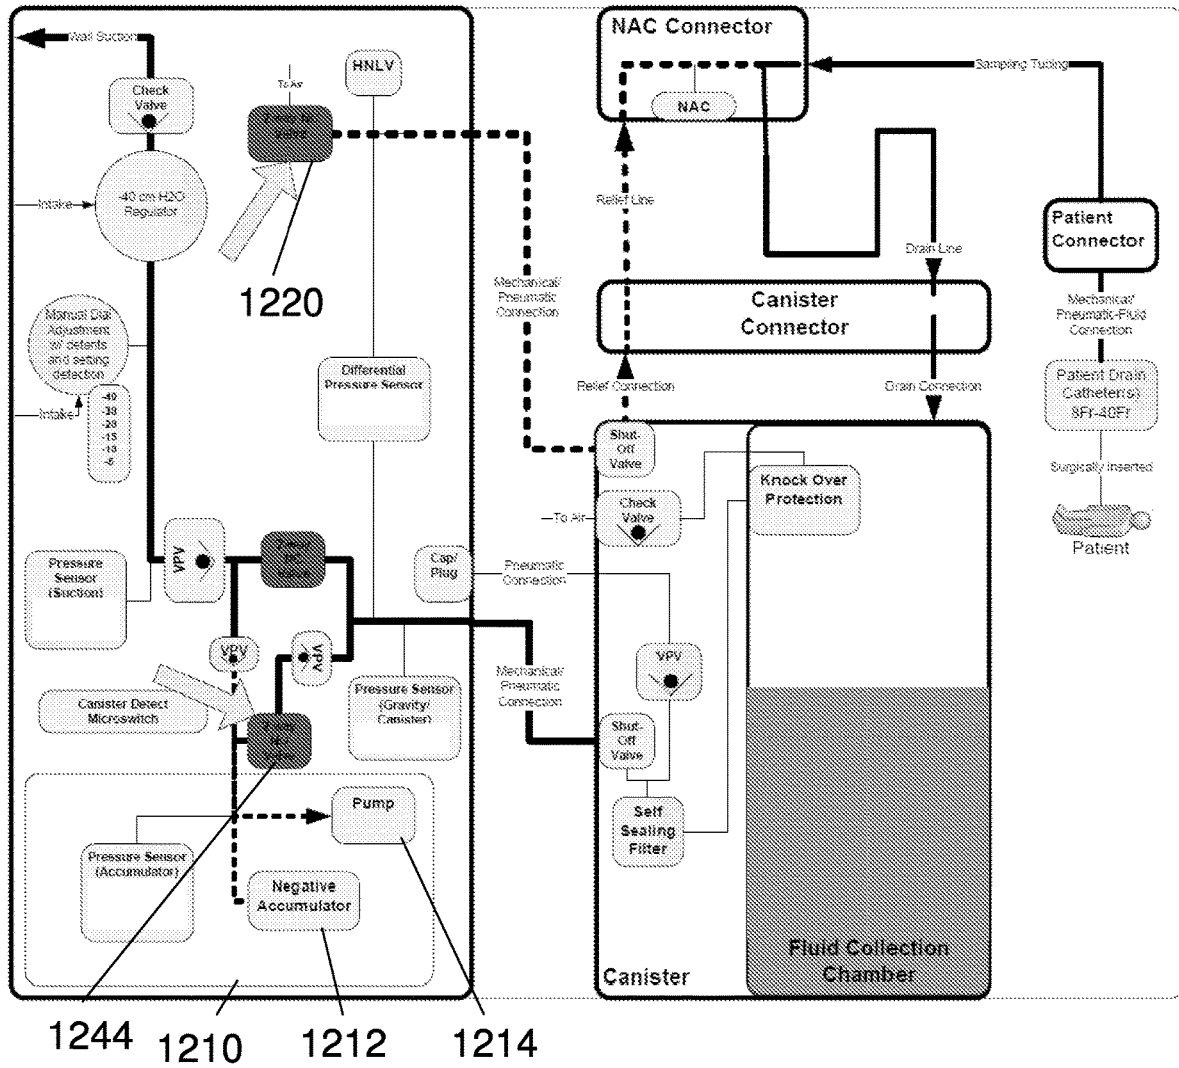 Wall Suction
Check
Valve
-40 cm H2O
Regulator
Intake
Manual Dial
Adjustment
w/ detents
and setting
detection
Intake
-40
-30
-20
-15
-10
-5
To Air
HNLV
Valve
1220
Differential
Pressure Sensor
Mechanical/
Pneumatic
Connection
NAC Connector
NAC
Sampling Tubing
Relief Line
Drain Line
Patient
Connector
Canister
Connector
Mechanical/
Pneumatic-Fluid
Connection
Relief Connection
Drain Connection
Patient Drain
Catheter(s)
8Fr-40Fr
Surgically Inserted
Patient
Shut-
Off
Valve
Knock Over
Protection
To Air
Check
Valve
VPV
Pressure
Sensor
(Suction)
Valve
Cap/
Plug
Pneumatic
Connection
VPV
VPV
VPV
Canister Detect
Microswitch
Pressure Sensor
(Gravity/
Canister)
Mechanical/
Pneumatic
Connection
Shut-
Off
Valve
Self
Sealing
Filter
Pump
Pressure Sensor
(Accumulator)
Negative
Accumulator
Fluid Collection
Chamber
Canister
1244
1210
1212
1214